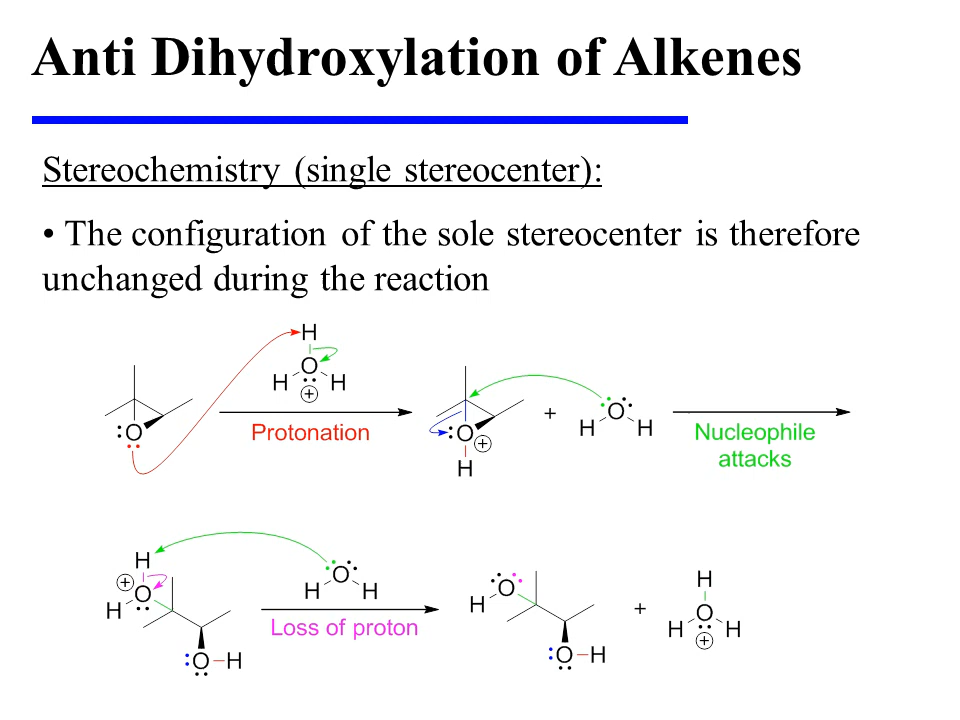 Anti Dihydroxylation of Alkenes
Stereochemistry (single stereocenter):
• The configuration of the sole stereocenter is therefore
unchanged during the reaction
H
O
H H
+
O
Protonation
O
+
H
+
O
H H
Nucleophile
attacks
H
+
O
H
O H
O
H H
Loss of proton
O
H
O H
+
H
O
H H
+